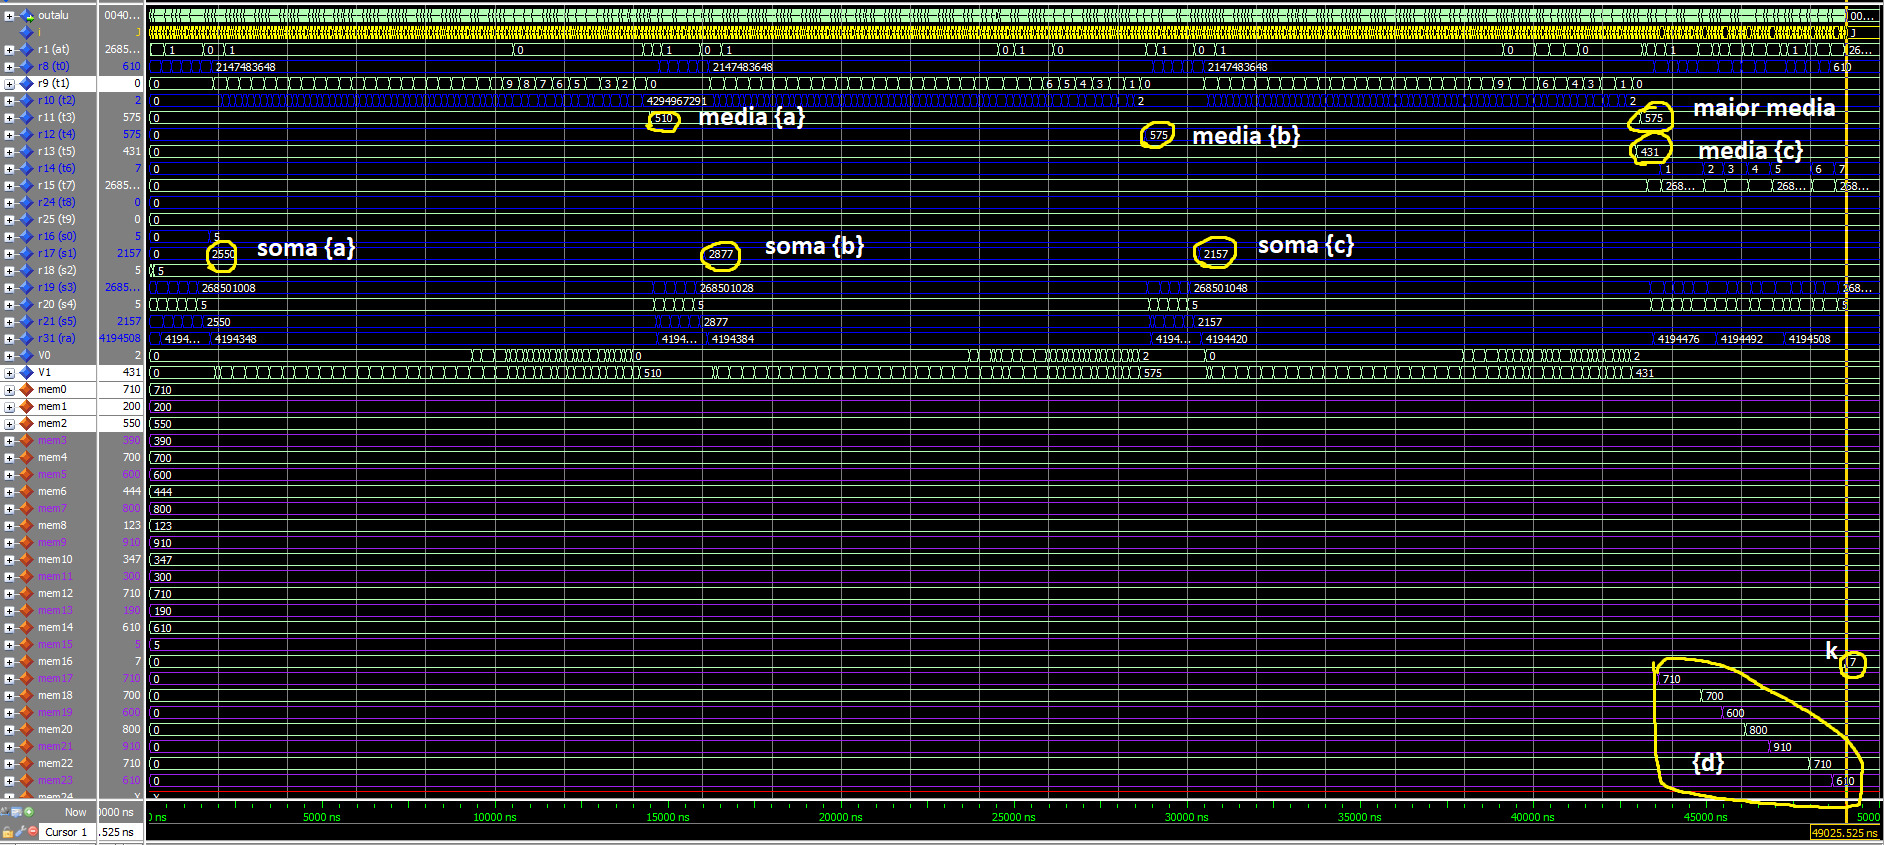 outalu 0040... 00...
i J J
r1 (at) 2685... 1 0 1 0 1 0 1 0 1 0 1 0 1 0 0 1 1 26...
r8 (t0) 610 2147483648 2147483648 2147483648 610
r9 (t1) 0 0 9 8 7 6 5 3 2 0 6 5 4 3 1 0 9 6 4 3 1 0
r10 (t2) 2 0 4294967291 2 2
r11 (t3) 575 0 510 media {a} 575 maior media
r12 (t4) 575 0 575 media {b}
r13 (t5) 431 0 431 media {c}
r14 (t6) 7 0 1 2 3 4 5 6 7
r15 (t7) 2685... 0 268... 268... 268...
r24 (t8) 0 0
r25 (t9) 0 0
r16 (s0) 5 0 5
r17 (s1) 2157 0 2550 soma {a} 2877 soma {b} 2157 soma {c}
r18 (s2) 5 5
r19 (s3) 2685... 268501008 268501028 268501048 268...
r20 (s4) 5 5 5 5 5
r21 (s5) 2157 2550 2877 2157
r31 (ra) 4194508 4194... 4194348 4194... 4194384 4194... 4194420 4194476 4194492 4194508
V0 2 0 0 2 0 2
V1 431 0 510 575 431
mem0 710 710
mem1 200 200
mem2 550 550
mem3 390 390
mem4 700 700
mem5 600 600
mem6 444 444
mem7 800 800
mem8 123 123
mem9 910 910
mem10 347 347
mem11 300 300
mem12 710 710
mem13 190 190
mem14 610 610
mem15 5 5
k
mem16 7 0 7
mem17 710 0 710
mem18 700 0 700
mem19 600 0 600
mem20 800 0 800
mem21 910 0 910
mem22 710 0 {d} 710
mem23 610 0 610
mem24 X X
Now 0000 ns ns 5000 ns 10000 ns 15000 ns 20000 ns 25000 ns 30000 ns 35000 ns 40000 ns 45000 ns 5000
Cursor 1 .525 ns 49025.525 ns